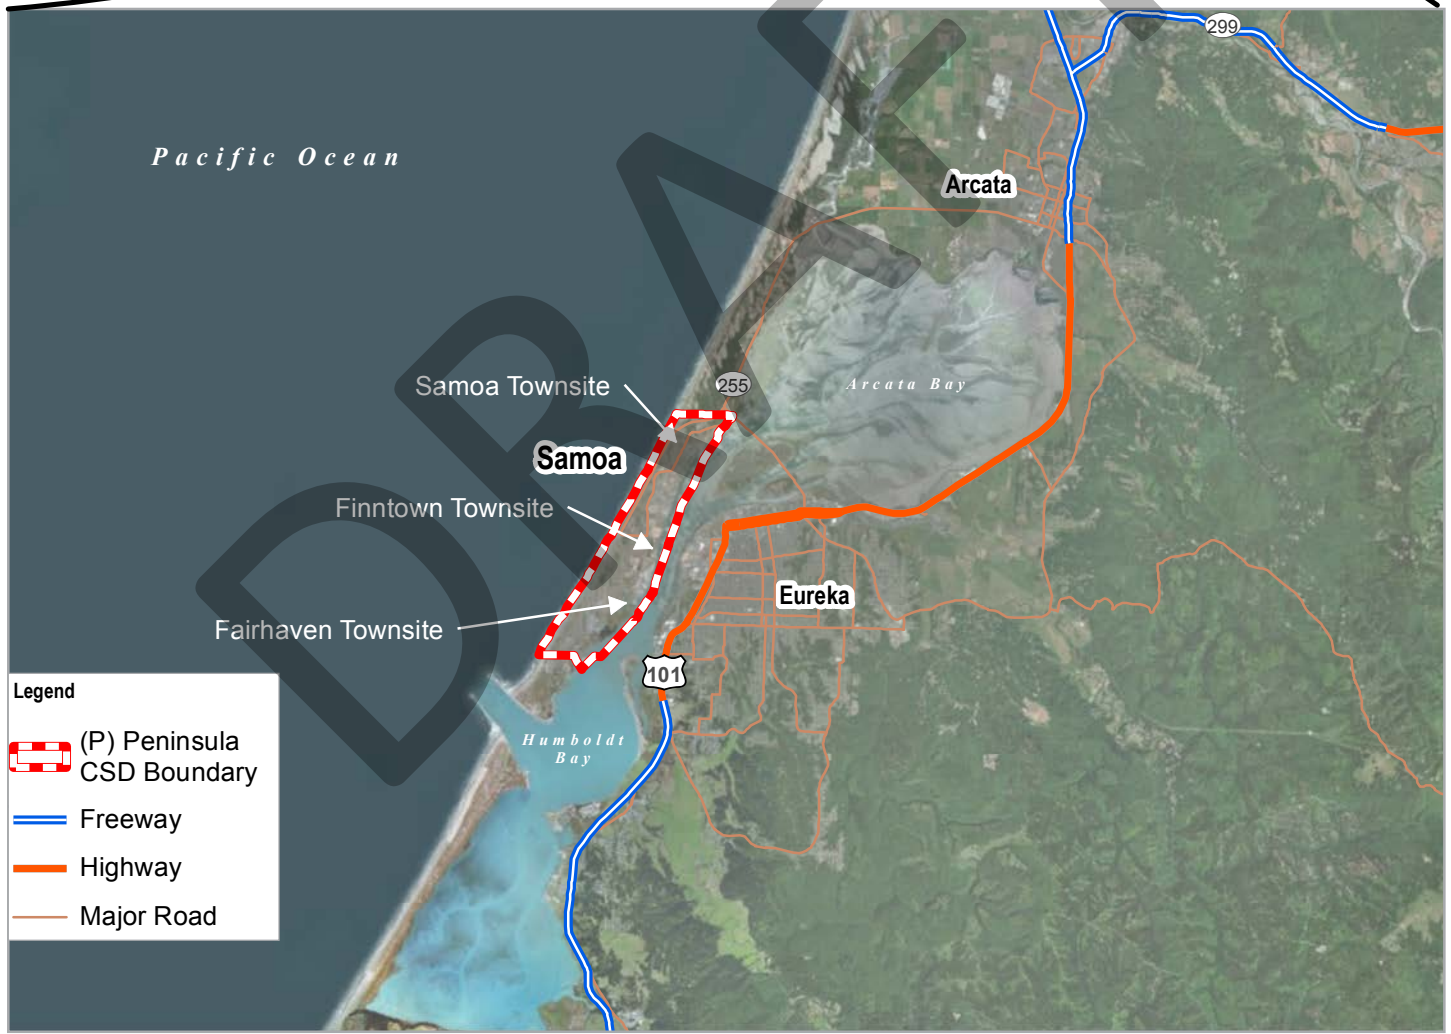 299
Pacific Ocean
Arcata
Samoa Townsite
255
Arcata Bay
Samoa
Finntown Townsite
Eureka
Fairhaven Townsite
101
Legend
Humboldt
Bay
(P) Peninsula
CSD Boundary
Freeway
Highway
Major Road
DRAFT